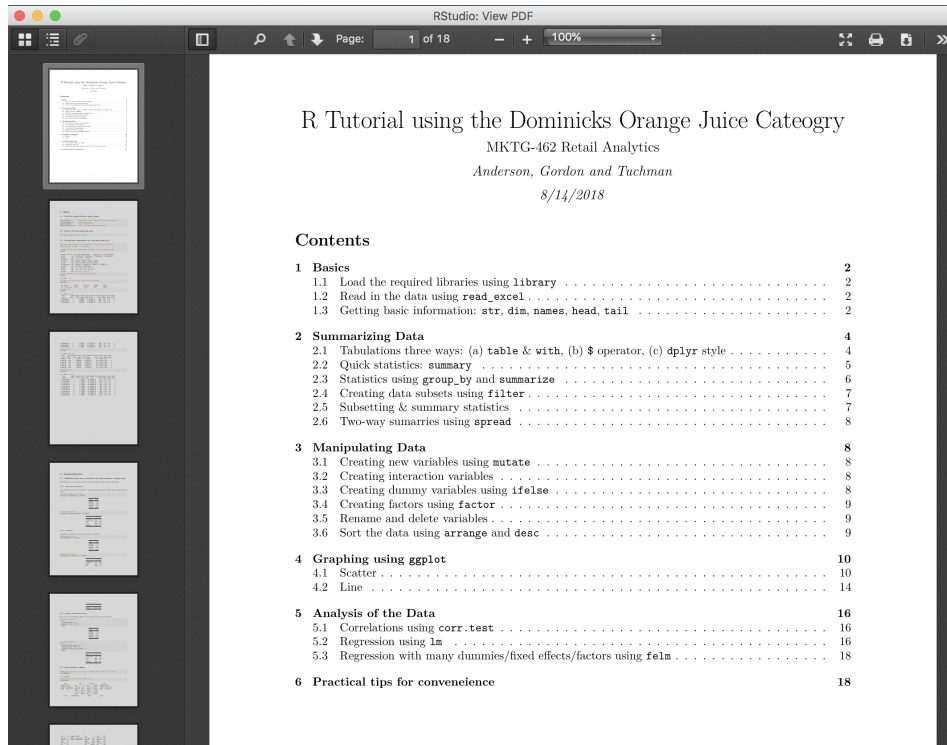 RStudio: View PDF
Page: 1 of 18 − + 100%
R Tutorial using the Dominicks Orange Juice Cateogry
MKTG-462 Retail Analytics
Anderson, Gordon and Tuchman
8/14/2018
Contents
1 Basics 2
1.1 Load the required libraries using library . . . . 2
1.2 Read in the data using read_excel . . . . 2
1.3 Getting basic information: str, dim, names, head, tail . . . . 2
2 Summarizing Data 4
2.1 Tabulations three ways: (a) table & with, (b) $ operator, (c) dplyr style . . . . 4
2.2 Quick statistics: summary . . . . 5
2.3 Statistics using group_by and summarize . . . . 6
2.4 Creating data subsets using filter . . . . 7
2.5 Subsetting & summary statistics . . . . 7
2.6 Two-way sumarries using spread . . . . 8
3 Manipulating Data 8
3.1 Creating new variables using mutate . . . . 8
3.2 Creating interaction variables . . . . 8
3.3 Creating dummy variables using ifelse . . . . 8
3.4 Creating factors using factor . . . . 9
3.5 Rename and delete variables . . . . 9
3.6 Sort the data using arrange and desc . . . . 9
4 Graphing using ggplot 10
4.1 Scatter . . . . 10
4.2 Line . . . . 14
5 Analysis of the Data 16
5.1 Correlations using corr.test . . . . 16
5.2 Regression using lm . . . . 16
5.3 Regression with many dummies/fixed effects/factors using felm . . . . 18
6 Practical tips for conveneience 18